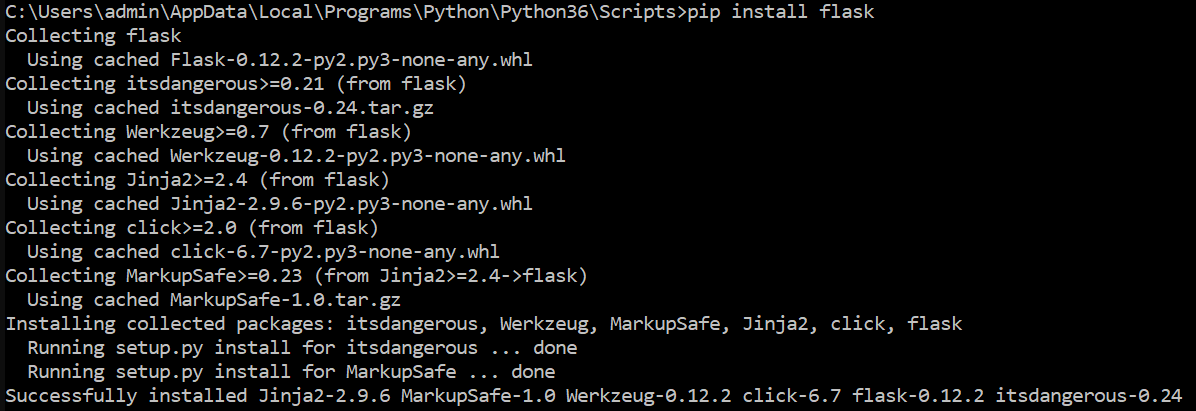 C:\Users\admin\AppData\Local\Programs\Python\Python36\Scripts>pip install flask
Collecting flask
  Using cached Flask-0.12.2-py2.py3-none-any.whl
Collecting itsdangerous>=0.21 (from flask)
  Using cached itsdangerous-0.24.tar.gz
Collecting Werkzeug>=0.7 (from flask)
  Using cached Werkzeug-0.12.2-py2.py3-none-any.whl
Collecting Jinja2>=2.4 (from flask)
  Using cached Jinja2-2.9.6-py2.py3-none-any.whl
Collecting click>=2.0 (from flask)
  Using cached click-6.7-py2.py3-none-any.whl
Collecting MarkupSafe>=0.23 (from Jinja2>=2.4->flask)
  Using cached MarkupSafe-1.0.tar.gz
Installing collected packages: itsdangerous, Werkzeug, MarkupSafe, Jinja2, click, flask
  Running setup.py install for itsdangerous ... done
  Running setup.py install for MarkupSafe ... done
Successfully installed Jinja2-2.9.6 MarkupSafe-1.0 Werkzeug-0.12.2 click-6.7 flask-0.12.2 itsdangerous-0.24